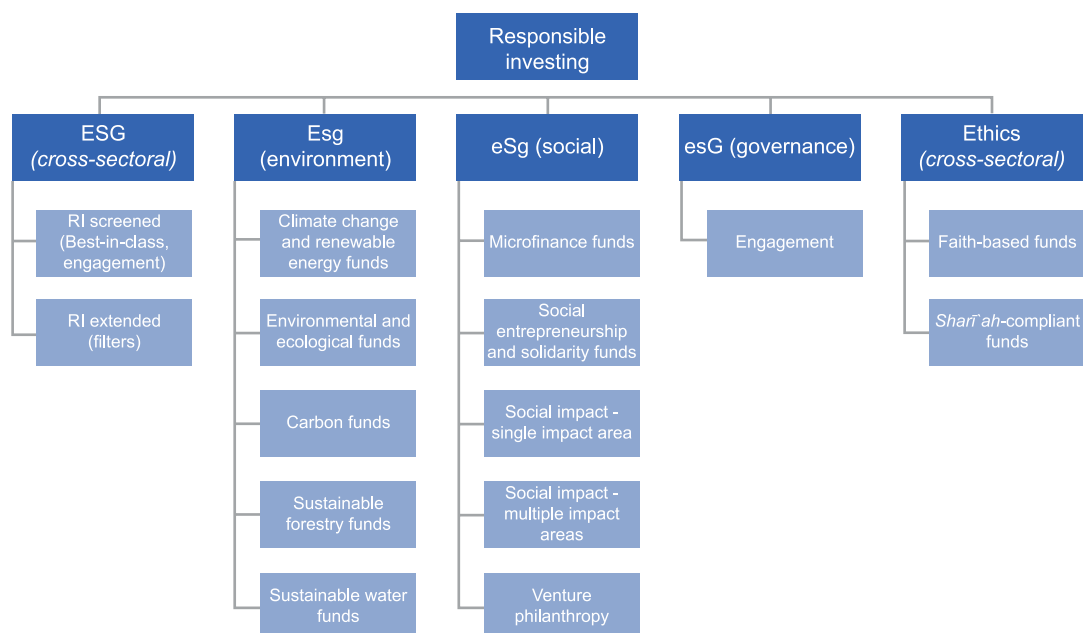 Responsible
investing
ESG
(cross-sectoral)
RI screened
(Best-in-class,
engagement)
RI extended
(filters)
Esg
(environment)
Climate change
and renewable
energy funds
Environmental and
ecological funds
Carbon funds
Sustainable
forestry funds
Sustainable water
funds
eSg (social)
Microfinance funds
Social
entrepreneurship
and solidarity funds
Social impact -
single impact area
Social impact -
multiple impact
areas
Venture
philanthropy
esG (governance)
Engagement
Ethics
(cross-sectoral)
Faith-based funds
Sharī`ah-compliant
funds